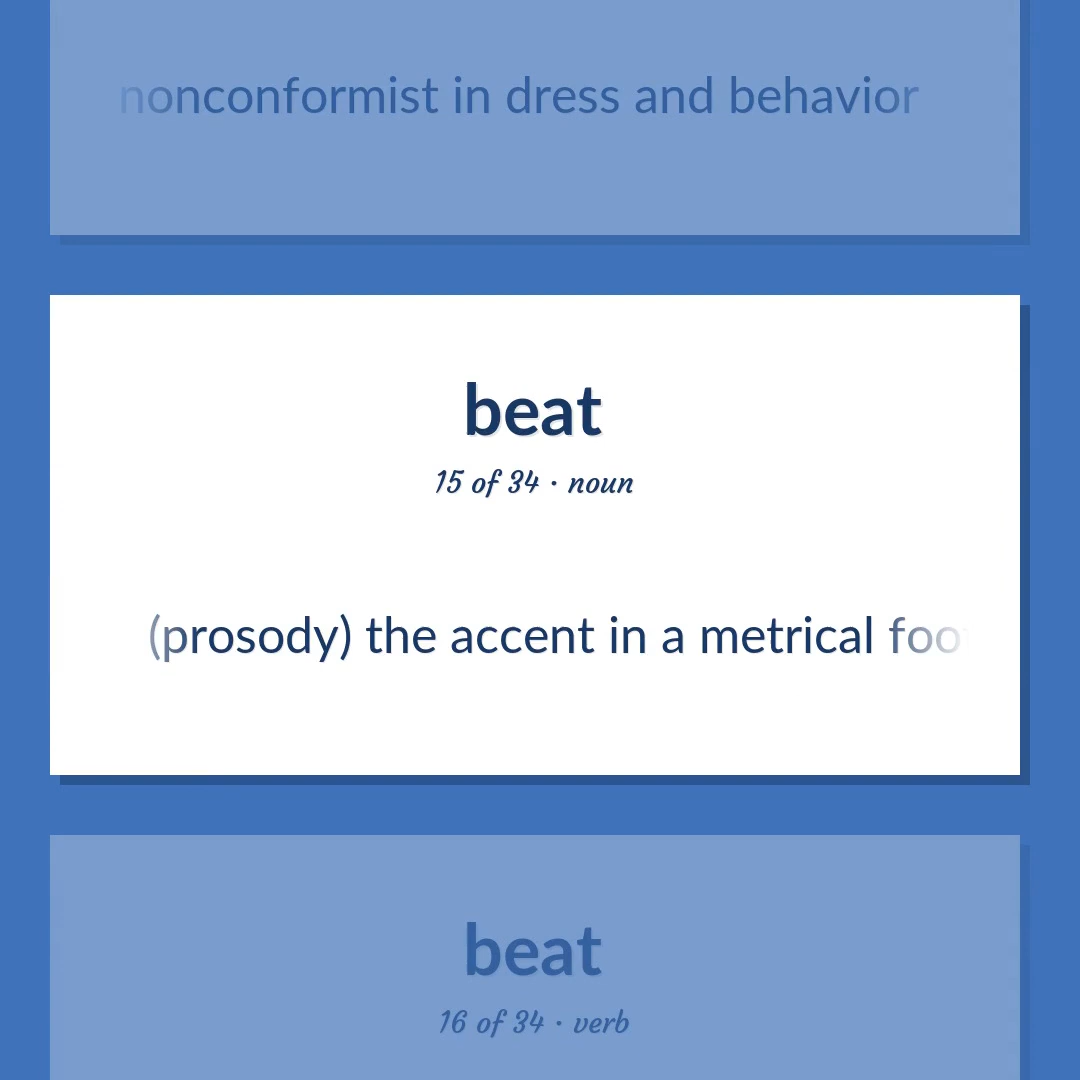 nonconformist in dress and behavior
beat
15 of 34 · noun
(prosody) the accent in a metrical foo
beat
16 of 34 · verb